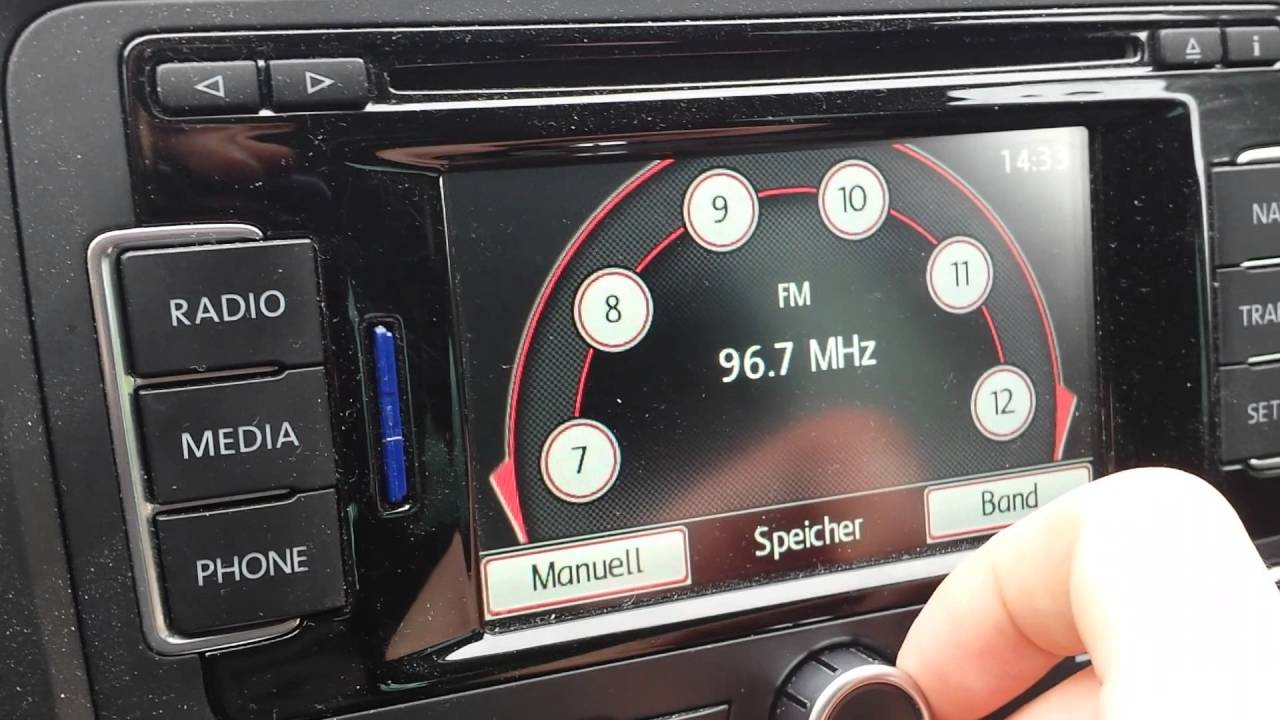 i
14:33
9
10
8
11
FM
96.7 MHz
7
12
Manuell
Speicher
Band
RADIO
MEDIA
PHONE